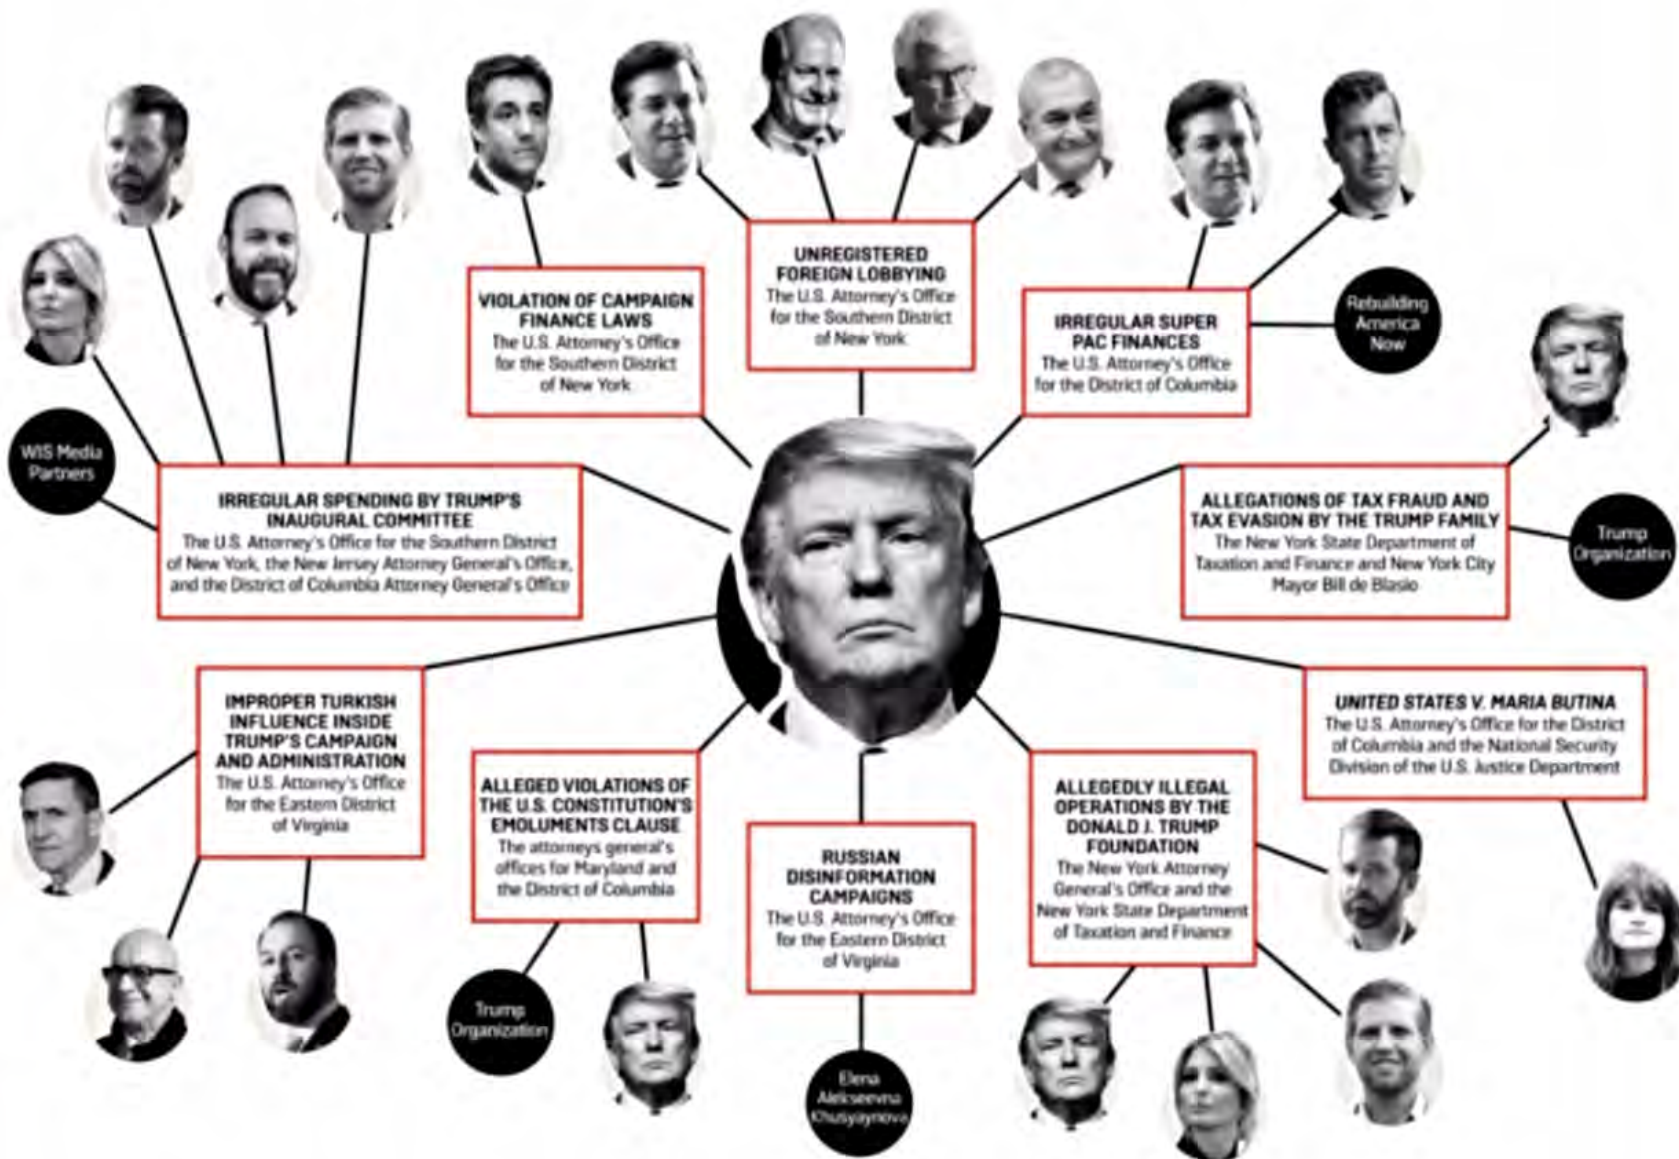 VIOLATION OF CAMPAIGN
FINANCE LAWS
The U.S. Attorney's Office
for the Southern District
of New York
UNREGISTERED
FOREIGN LOBBYING
The U.S. Attorney's Office
for the Southern District
of New York
IRREGULAR SUPER
PAC FINANCES
The U.S. Attorney's Office
for the District of Columbia
Rebuilding
America
Now
WIS Media
Partners
IRREGULAR SPENDING BY TRUMP'S
INAUGURAL COMMITTEE
The U.S. Attorney's Office for the Southern District
of New York, the New Jersey Attorney General's Office,
and the District of Columbia Attorney General's Office
ALLEGATIONS OF TAX FRAUD AND
TAX EVASION BY THE TRUMP FAMILY
The New York State Department of
Taxation and Finance and New York City
Mayor Bill de Blasio
Trump
Organization
IMPROPER TURKISH
INFLUENCE INSIDE
TRUMP'S CAMPAIGN
AND ADMINISTRATION
The U.S. Attorney's Office
for the Eastern District
of Virginia
UNITED STATES V. MARIA BUTINA
The U.S. Attorney's Office for the District
of Columbia and the National Security
Division of the U.S. Justice Department
ALLEGED VIOLATIONS OF
THE U.S. CONSTITUTION'S
EMOLUMENTS CLAUSE
The attorneys general's
offices for Maryland and
the District of Columbia
RUSSIAN
DISINFORMATION
CAMPAIGNS
The U.S. Attorney's Office
for the Eastern District
of Virginia
ALLEGEDLY ILLEGAL
OPERATIONS BY THE
DONALD J. TRUMP
FOUNDATION
The New York Attorney
General's Office and the
New York State Department
of Taxation and Finance
Trump
Organization
Elena
Alekseevna
Khusyaynova